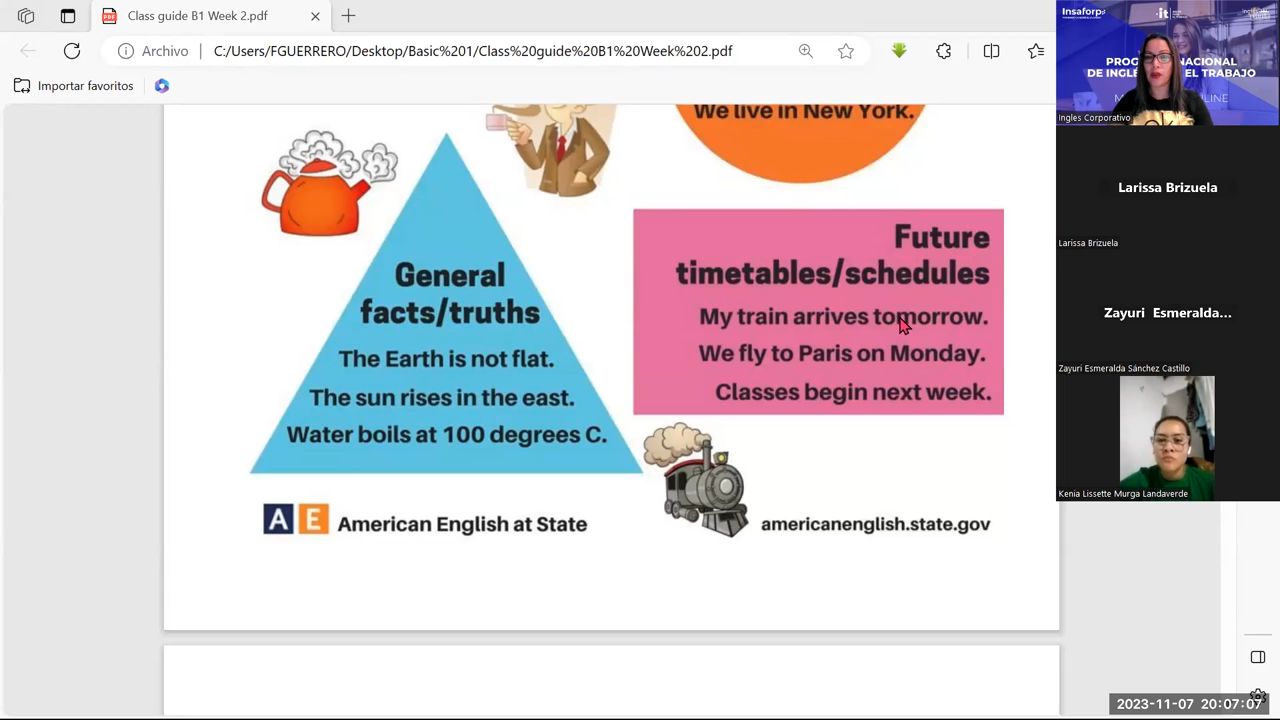 Class guide B1 Week 2.pdf
Archivo
C:/Users/FGUERRERO/Desktop/Basic%201/Class%20guide%20B1%20Week%202.pdf
Importar favoritos
We live in New York.
General
facts/truths
The Earth is not flat.
The sun rises in the east.
Water boils at 100 degrees C.
Future
timetables/schedules
My train arrives tomorrow.
We fly to Paris on Monday.
Classes begin next week.
A E American English at State
americanenglish.state.gov
Insaforp
it
Ingles Corporativo
Larissa Brizuela
Larissa Brizuela
Zayuri Esmeralda...
Zayuri Esmeralda Sánchez Castillo
Kenia Lissette Murga Landaverde
2023-11-07 20:07:07